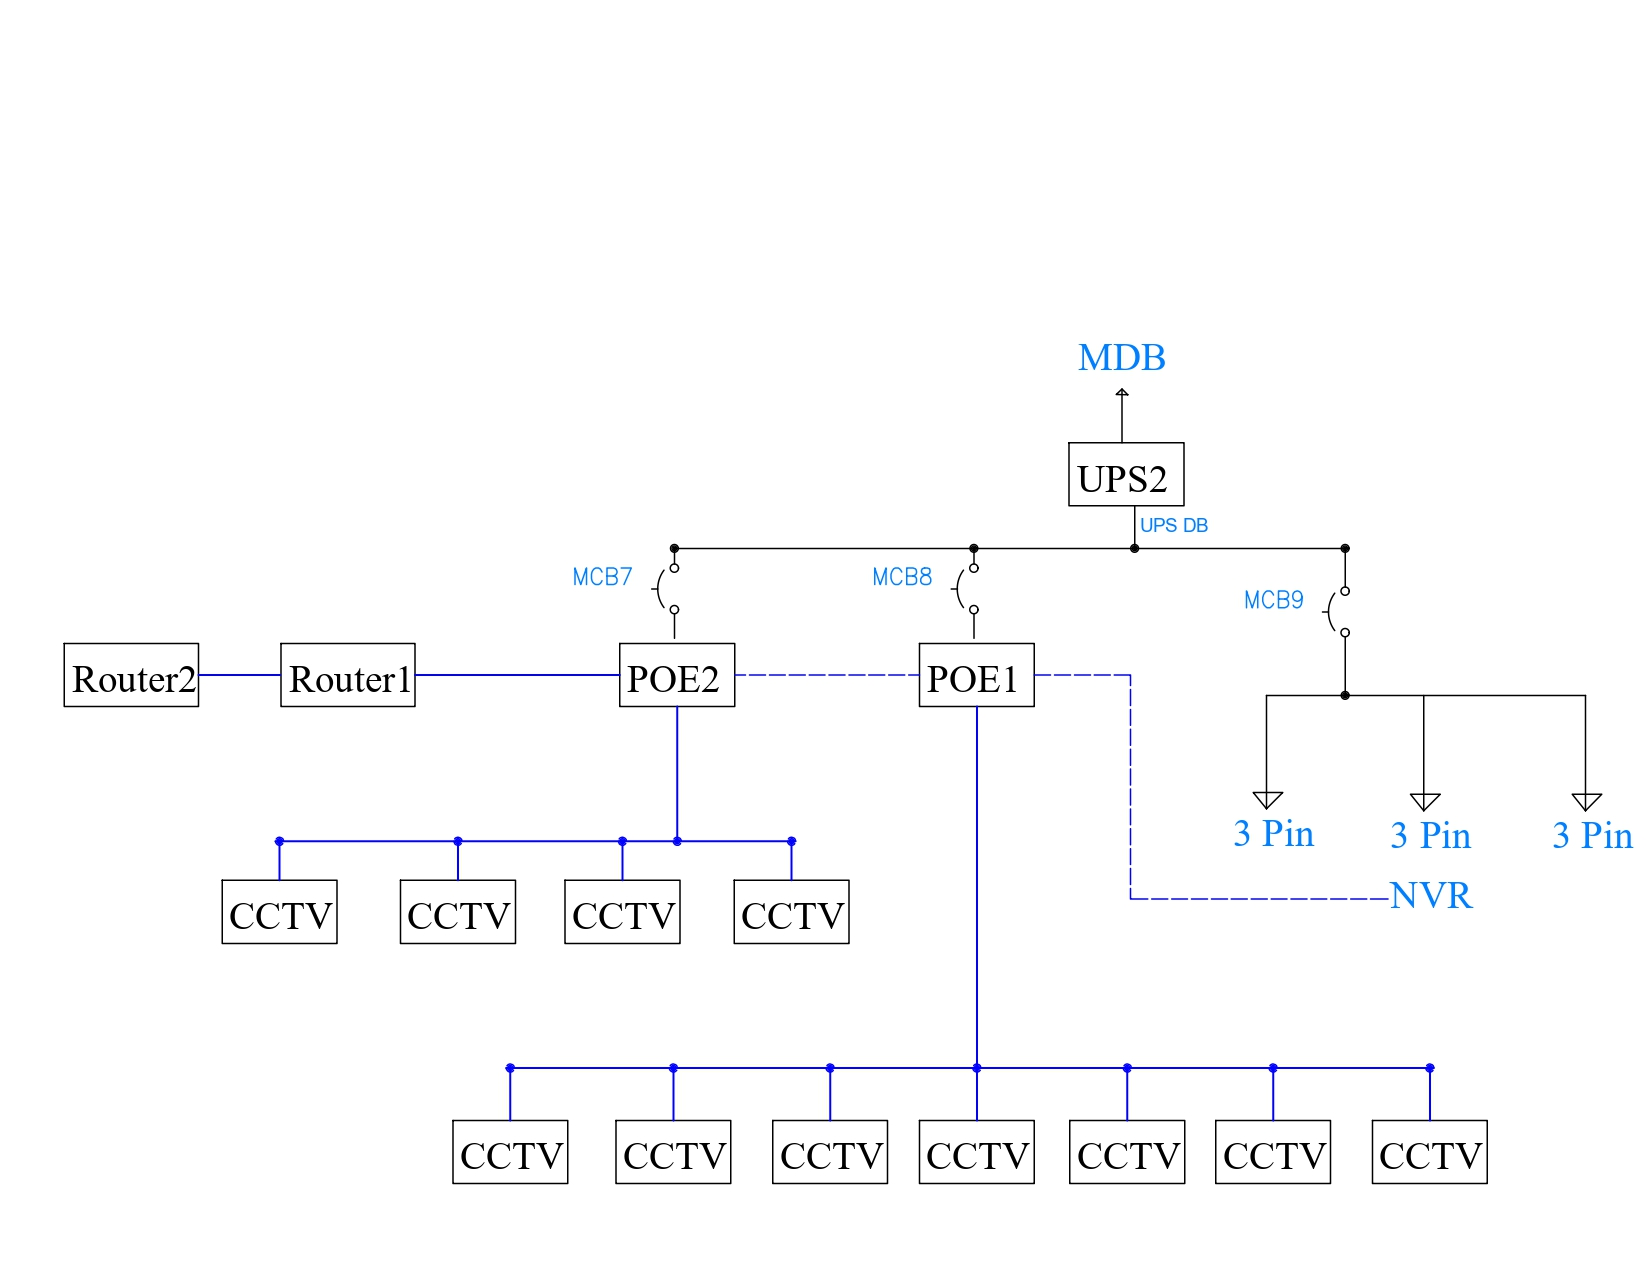 MDB
UPS2
UPS DB
MCB7
MCB8
MCB9
Router2
Router1
POE2
POE1
3 Pin
3 Pin
3 Pin
NVR
CCTV
CCTV
CCTV
CCTV
CCTV
CCTV
CCTV
CCTV
CCTV
CCTV
CCTV